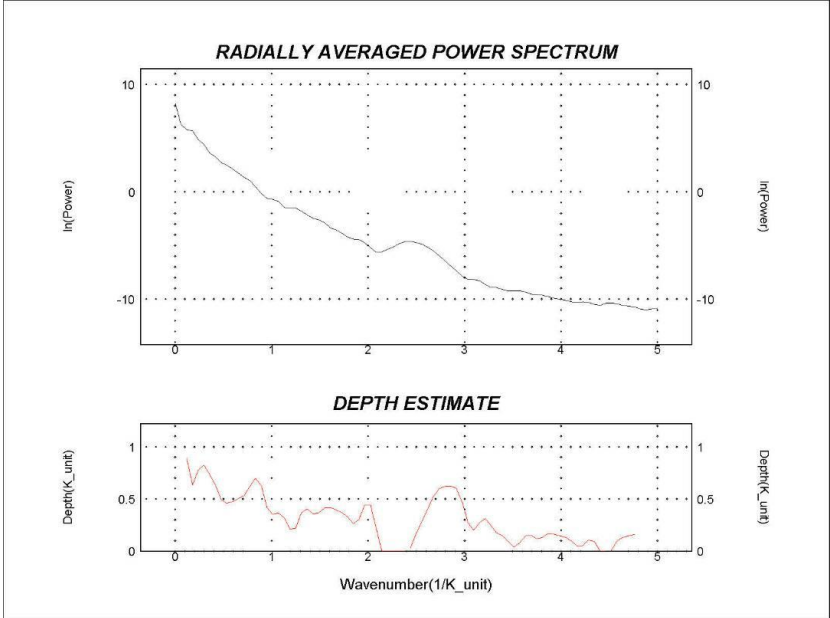 RADIALLY AVERAGED POWER SPECTRUM
10 10
ln(Power) 0 0 ln(Power)
-10 -10
0 1 2 3 4 5
DEPTH ESTIMATE
1 1
Depth(K_unit) 0.5 0.5 Depth(K_unit)
0 0
0 1 2 3 4 5
Wavenumber(1/K_unit)